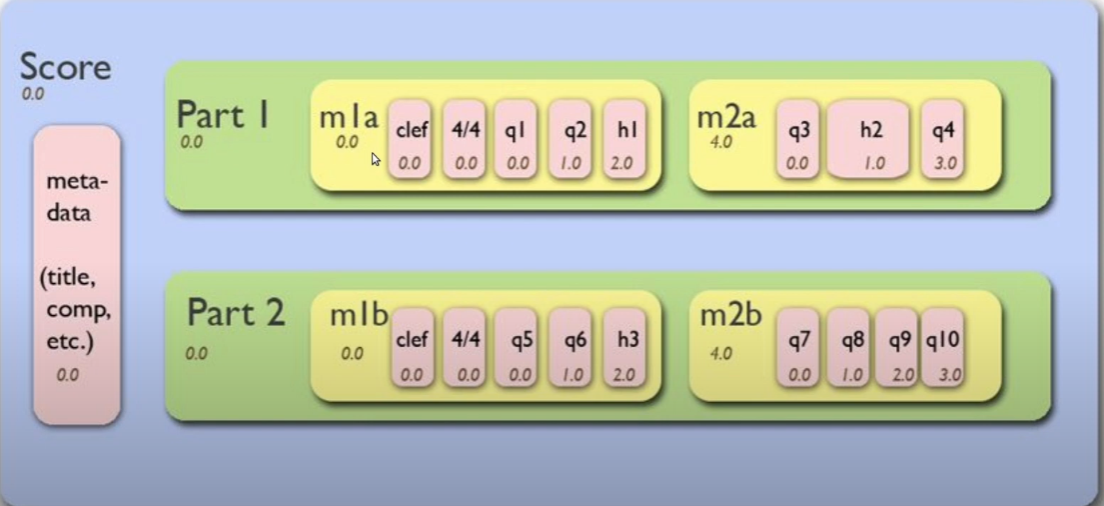 Score
0.0
meta-
data
(title,
comp,
etc.)
0.0
Part 1
0.0
m1a
0.0
clef 4/4 q1 q2 h1
0.0 0.0 0.0 1.0 2.0
m2a
4.0
q3 h2 q4
0.0 1.0 3.0
Part 2
0.0
m1b
0.0
clef 4/4 q5 q6 h3
0.0 0.0 0.0 1.0 2.0
m2b
4.0
q7 q8 q9 q10
0.0 1.0 2.0 3.0